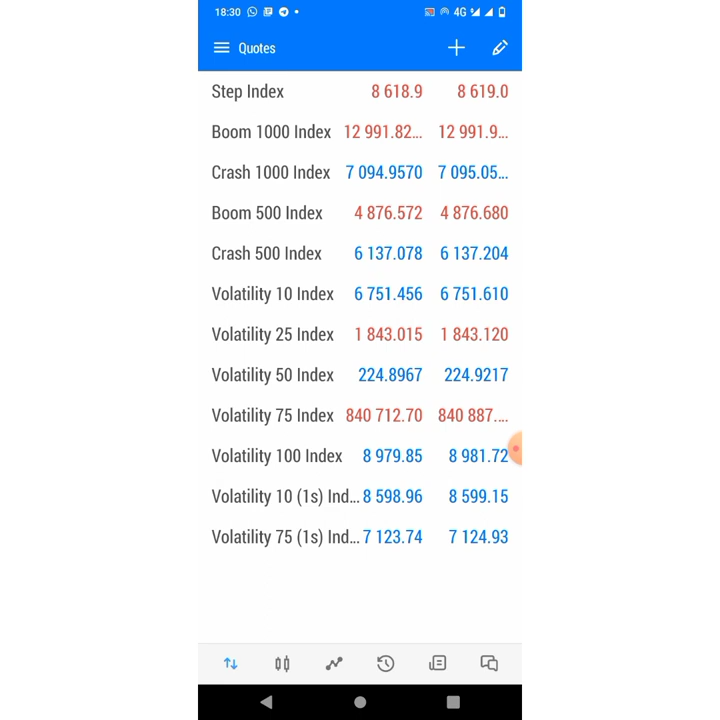 18:30 4G
Quotes
Step Index 8 618.9 8 619.0
Boom 1000 Index 12 991.82... 12 991.9...
Crash 1000 Index 7 094.9570 7 095.05...
Boom 500 Index 4 876.572 4 876.680
Crash 500 Index 6 137.078 6 137.204
Volatility 10 Index 6 751.456 6 751.610
Volatility 25 Index 1 843.015 1 843.120
Volatility 50 Index 224.8967 224.9217
Volatility 75 Index 840 712.70 840 887....
Volatility 100 Index 8 979.85 8 981.72
Volatility 10 (1s) Ind... 8 598.96 8 599.15
Volatility 75 (1s) Ind... 7 123.74 7 124.93